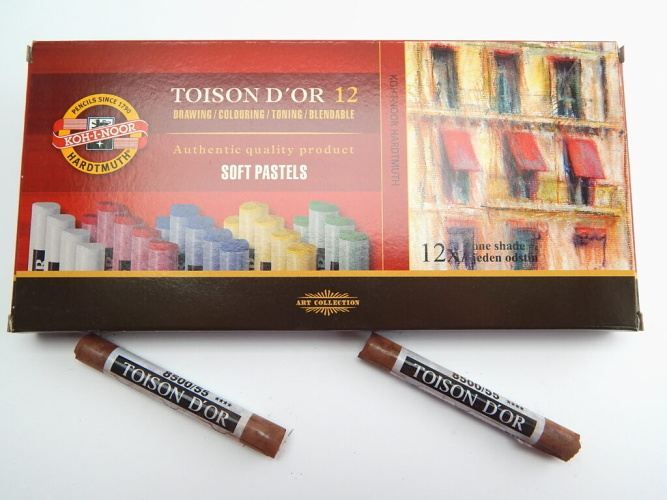 PENCILS SINCE 1790
KOH-I-NOOR
HARDTMUTH
TOISON D'OR 12
DRAWING / COLOURING / TONING / BLENDABLE
Authentic quality product
SOFT PASTELS
KOH-I-NOOR HARDTMUTH
12x
one shade
jeden odstín
ART COLLECTION
8500/55 ****
TOISON D'OR
8500/55 ****
TOISON D'OR